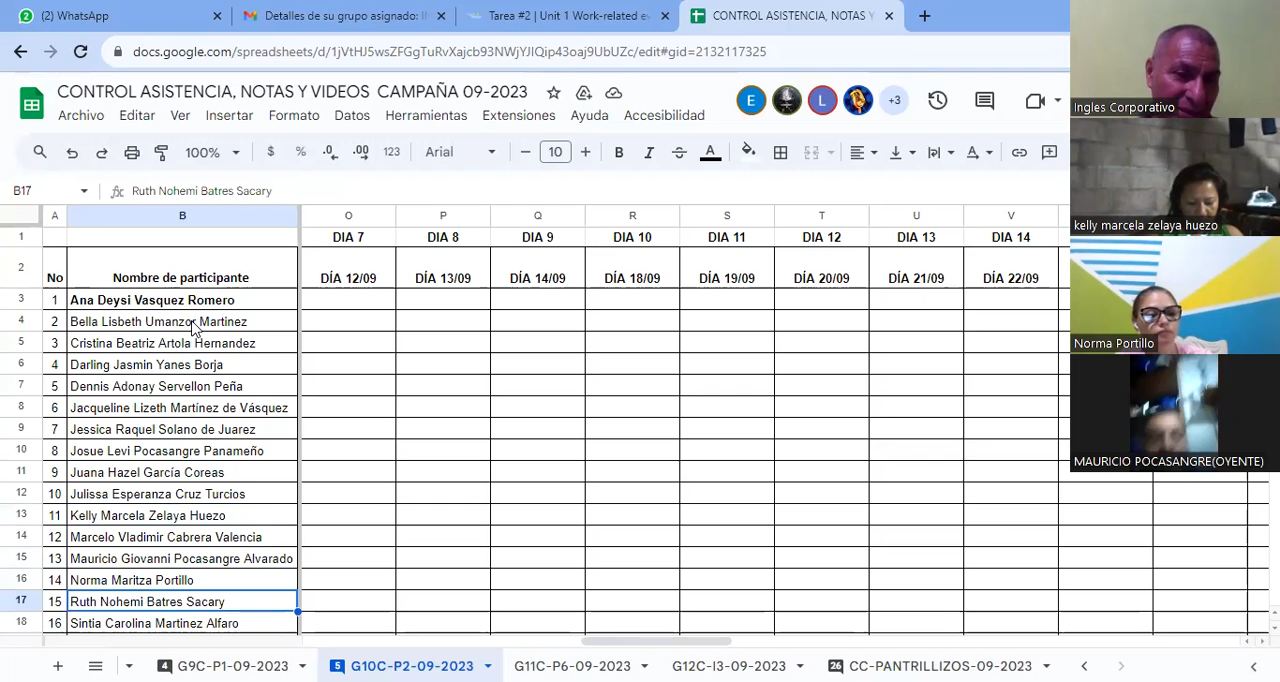 (2) WhatsApp
Detalles de su grupo asignado: I
Tarea #2 | Unit 1 Work-related e
CONTROL ASISTENCIA, NOTAS Y
docs.google.com/spreadsheets/d/1jVtHJ5wsZFGgTuRvXajcb93NWjYJIQip43oaj9UbUZc/edit#gid=2132117325
CONTROL ASISTENCIA, NOTAS Y VIDEOS CAMPAÑA 09-2023
E L +3
Archivo Editar Ver Insertar Formato Datos Herramien Extensiones Ayuda Accesibilidad
100% $ % .0 .00 123 Arial 10 B I A
B17 fx Ruth Nohemi Batres Sacary
A B O P Q R S T U V
1 DIA 7 DIA 8 DIA 9 DIA 10 DIA 11 DIA 12 DIA 13 DIA 14
2 No Nombre de participante DÍA 12/09 DÍA 13/09 DÍA 14/09 DÍA 18/09 DÍA 19/09 DÍA 20/09 DÍA 21/09 DÍA 22/09
3 1 Ana Deysi Vasquez Romero
4 2 Bella Lisbeth Umanzor Martinez
5 3 Cristina Beatriz Artola Hernandez
6 4 Darling Jasmin Yanes Borja
7 5 Dennis Adonay Servellon Peña
8 6 Jacqueline Lizeth Martínez de Vásquez
9 7 Jessica Raquel Solano de Juarez
10 8 Josue Levi Pocasangre Panameño
11 9 Juana Hazel García Coreas
12 10 Julissa Esperanza Cruz Turcios
13 11 Kelly Marcela Zelaya Huezo
14 12 Marcelo Vladimir Cabrera Valencia
15 13 Mauricio Giovanni Pocasangre Alvarado
16 14 Norma Maritza Portillo
17 15 Ruth Nohemi Batres Sacary
18 16 Sintia Carolina Martinez Alfaro
4 G9C-P1-09-2023 5 G10C-P2-09-2023 G11C-P6-09-2023 G12C-I3-09-2023 26 CC-PANTRILLIZOS-09-2023
Ingles Corporativo
kelly marcela zelaya huezo
Norma Portillo
MAURICIO POCASANGRE(OYENTE)